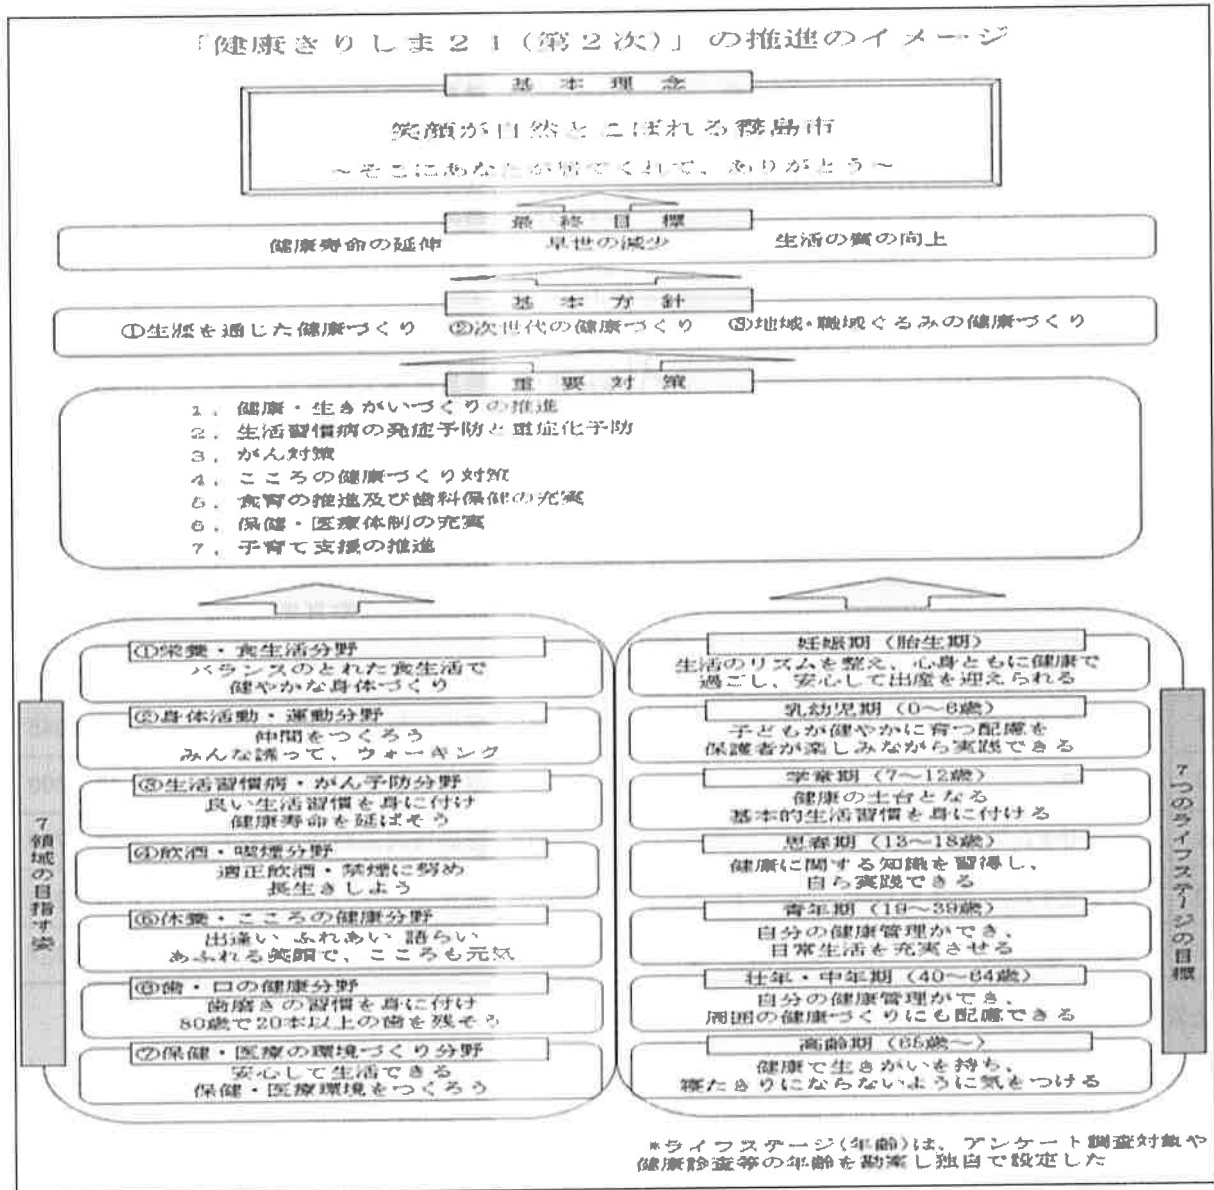 「健康きりしま21(第2次)」の推進のイメージ
基本理念
笑顔が自然とこぼれる霧島市
～そこにあなたが居てくれて、ありがとう～
最終目標
健康寿命の延伸 早世の減少 生活の質の向上
基本方針
①生涯を通じた健康づくり ②次世代の健康づくり ③地域・職域ぐるみの健康づくり
重要対策
1．健康・生きがいづくりの推進
2．生活習慣病の発症予防と重症化予防
3．がん対策
4．こころの健康づくり対策
5．食育の推進及び歯科保健の充実
6．保健・医療体制の充実
7．子育て支援の推進
7領域の目指す姿
①栄養・食生活分野
バランスのとれた食生活で
健やかな身体づくり
②身体活動・運動分野
仲間をつくろう
みんな誘って、ウォーキング
③生活習慣病・がん予防分野
良い生活習慣を身に付け
健康寿命を延ばそう
④飲酒・喫煙分野
適正飲酒・禁煙に努め
長生きしよう
⑤休養・こころの健康分野
出逢い ふれあい 語らい
あふれる笑顔で、こころも元気
⑥歯・口の健康分野
歯磨きの習慣を身に付け
80歳で20本以上の歯を残そう
⑦保健・医療の環境づくり分野
安心して生活できる
保健・医療環境をつくろう
7つのライフステージの目標
妊娠期（胎生期）
生活のリズムを整え、心身ともに健康で
過ごし、安心して出産を迎えられる
乳幼児期（0～6歳）
子どもが健やかに育つ配慮を
保護者が楽しみながら実践できる
学童期（7～12歳）
健康の土台となる
基本的生活習慣を身に付ける
思春期（13～18歳）
健康に関する知識を習得し、
自ら実践できる
青年期（19～39歳）
自分の健康管理ができ、
日常生活を充実させる
壮年・中年期（40～64歳）
自分の健康管理ができ、
周囲の健康づくりにも配慮できる
高齢期（65歳～）
健康で生きがいを持ち、
寝たきりにならないように気をつける
*ライフステージ(年齢)は、アンケート調査対象や
健康診査等の年齢を勘案し独自で設定した